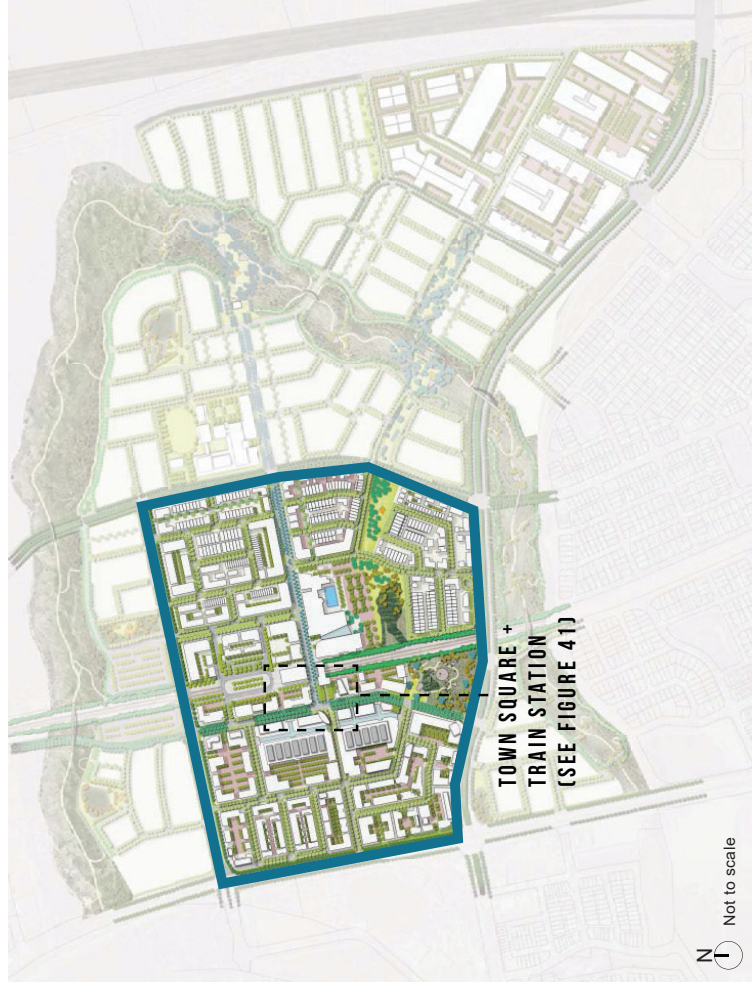 TOWN SQUARE +
TRAIN STATION
(SEE FIGURE 41)
N
Not to scale